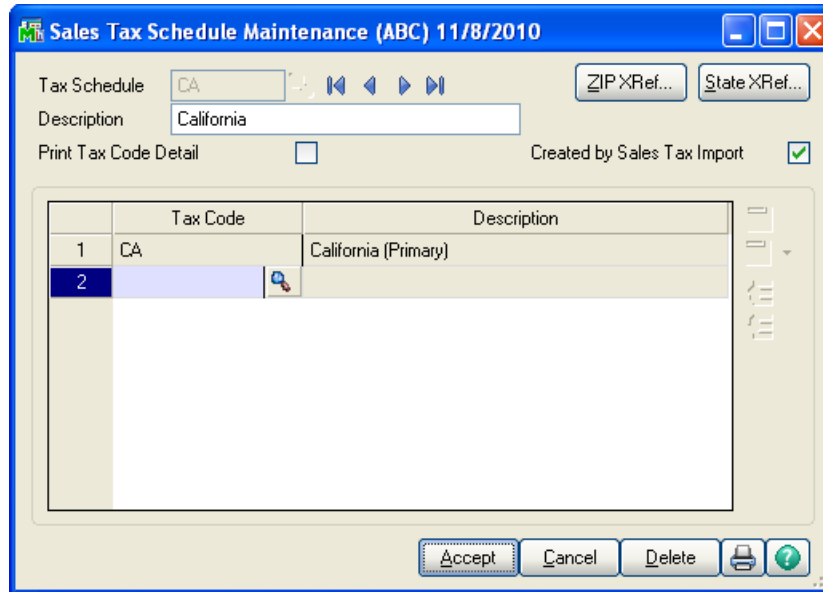 Sales Tax Schedule Maintenance (ABC) 11/8/2010
Tax Schedule CA ZIP XRef... State XRef...
Description California
Print Tax Code Detail Created by Sales Tax Import
Tax Code Description
1 CA California (Primary)
2
Accept Cancel Delete